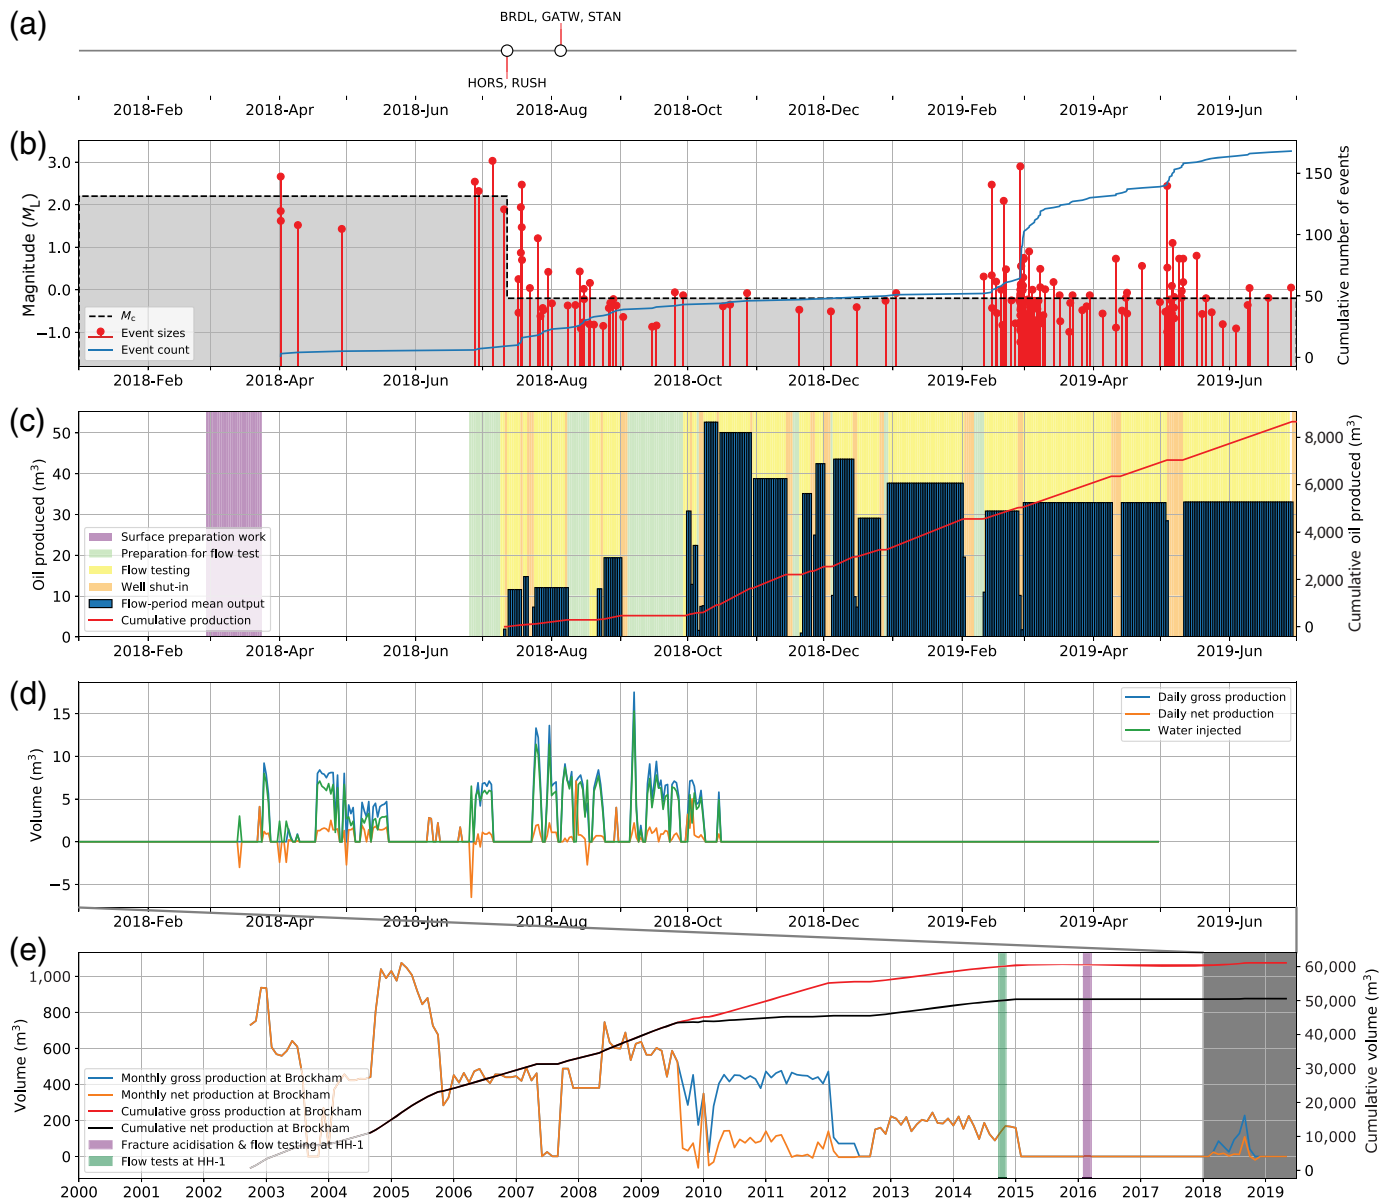 (a)
BRDL, GATW, STAN
HORS, RUSH
2018-Feb 2018-Apr 2018-Jun 2018-Aug 2018-Oct 2018-Dec 2019-Feb 2019-Apr 2019-Jun
(b)
Magnitude (M_L)
3.0
2.0
1.0
0.0
−1.0
M_c
Event sizes
Event count
Cumulative number of events
150
100
50
0
2018-Feb 2018-Apr 2018-Jun 2018-Aug 2018-Oct 2018-Dec 2019-Feb 2019-Apr 2019-Jun
(c)
Oil produced (m³)
50
40
30
20
10
0
Surface preparation work
Preparation for flow test
Flow testing
Well shut-in
Flow-period mean output
Cumulative production
Cumulative oil produced (m³)
8,000
6,000
4,000
2,000
0
2018-Feb 2018-Apr 2018-Jun 2018-Aug 2018-Oct 2018-Dec 2019-Feb 2019-Apr 2019-Jun
(d)
Volume (m³)
15
10
5
0
−5
Daily gross production
Daily net production
Water injected
2018-Feb 2018-Apr 2018-Jun 2018-Aug 2018-Oct 2018-Dec 2019-Feb 2019-Apr 2019-Jun
(e)
Volume (m³)
1,000
800
600
400
200
0
Monthly gross production at Brockham
Monthly net production at Brockham
Cumulative gross production at Brockham
Cumulative net production at Brockham
Fracture acidisation & flow testing at HH-1
Flow tests at HH-1
Cumulative volume (m³)
60,000
50,000
40,000
30,000
20,000
10,000
0
2000 2001 2002 2003 2004 2005 2006 2007 2008 2009 2010 2011 2012 2013 2014 2015 2016 2017 2018 2019